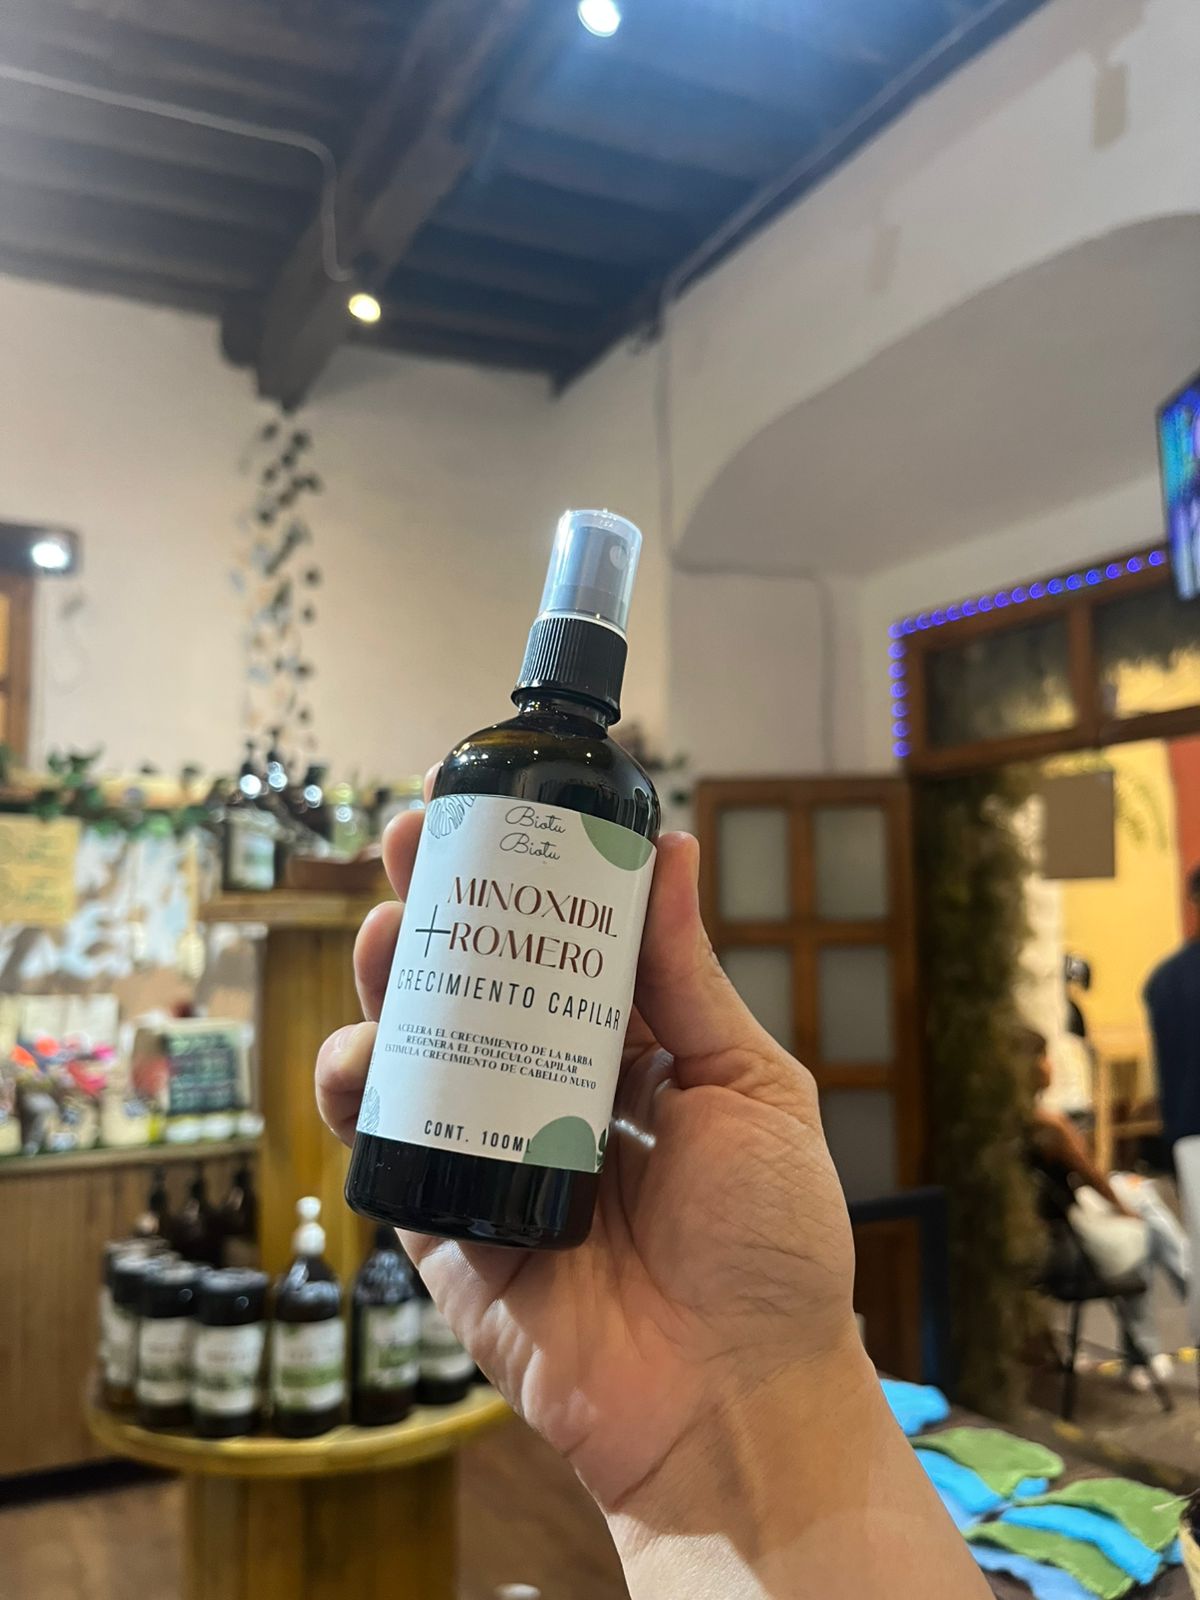 Biotu
Biotu
MINOXIDIL
+ROMERO
CRECIMIENTO CAPILAR
ACELERA EL CRECIMIENTO DE LA BARBA
REGENERA EL FOLICULO CAPILAR
ESTIMULA CRECIMIENTO DE CABELLO NUEVO
CONT. 100ML